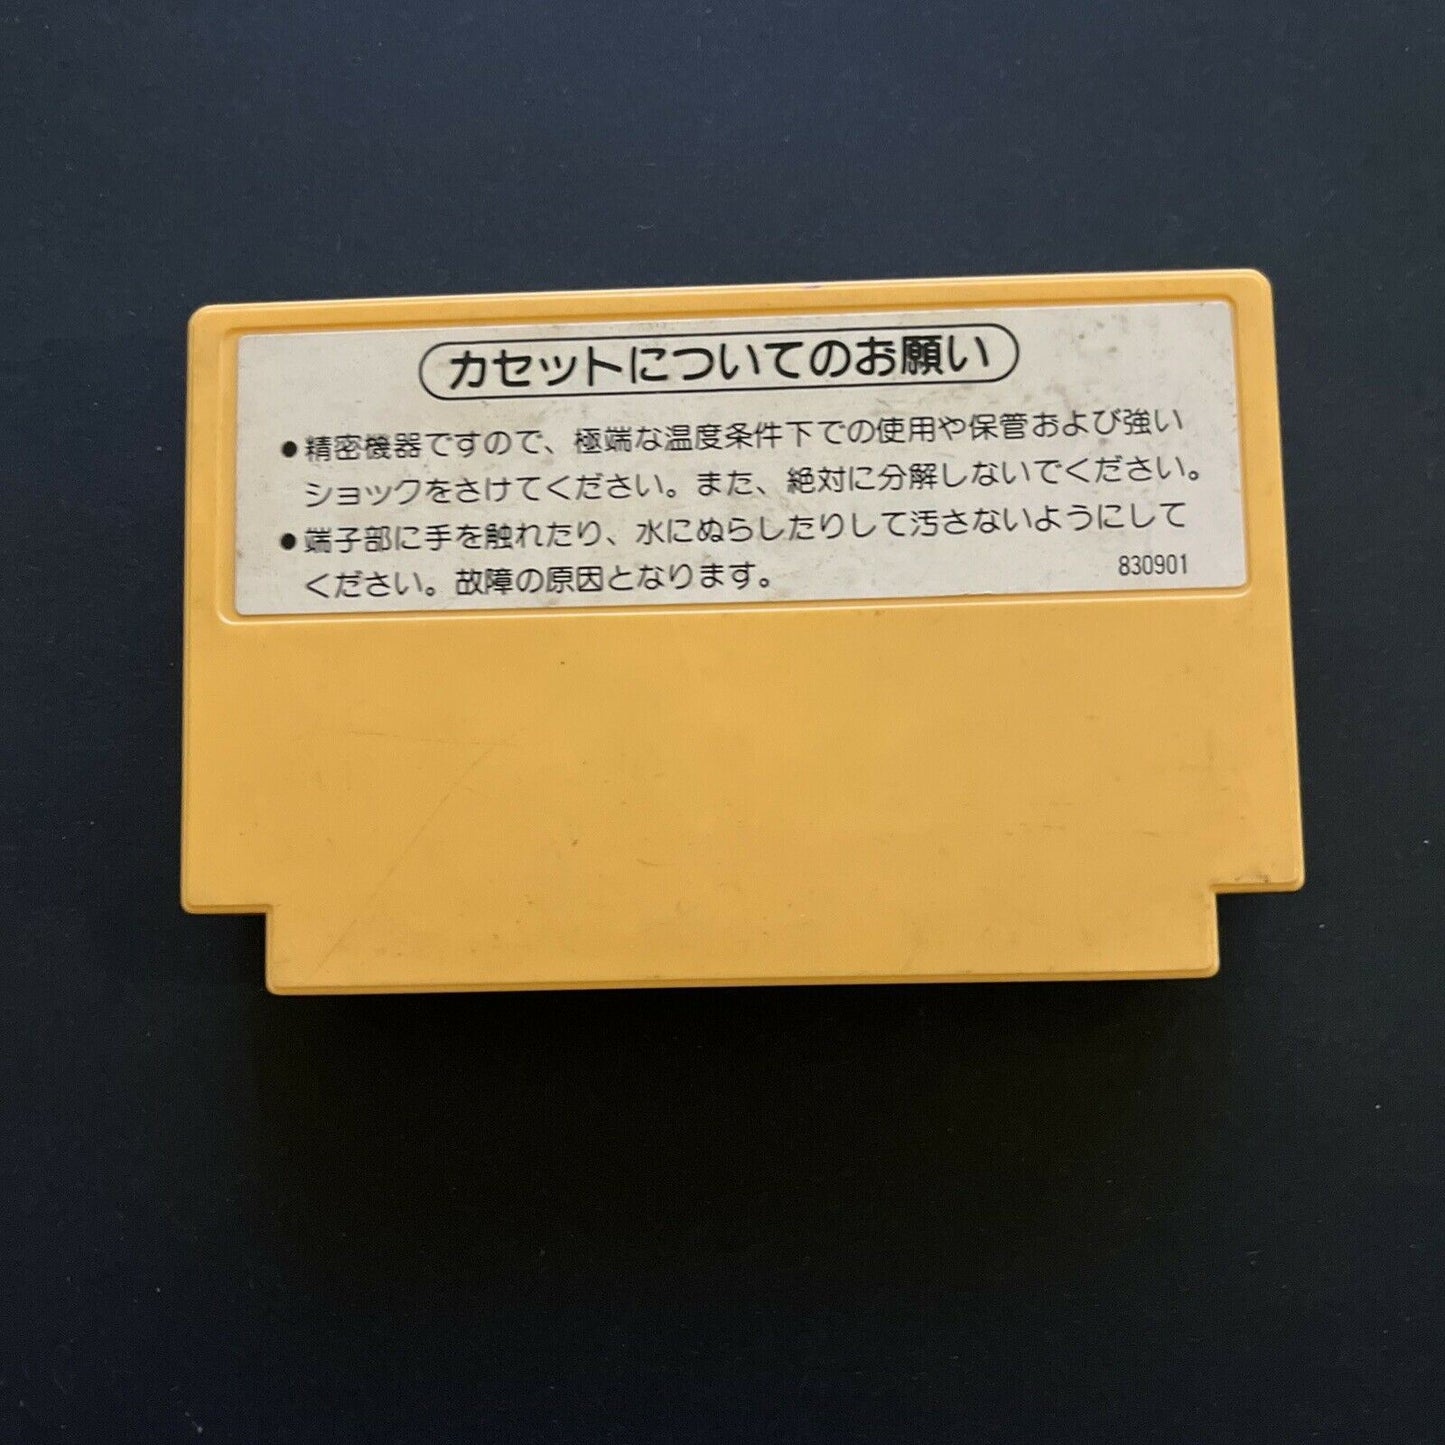 カセットについてのお願い
●精密機器ですので、極端な温度条件下での使用や保管および強い
ショックをさけてください。また、絶対に分解しないでください。
●端子部に手を触れたり、水にぬらしたりして汚さないようにして
ください。故障の原因となります。
830901